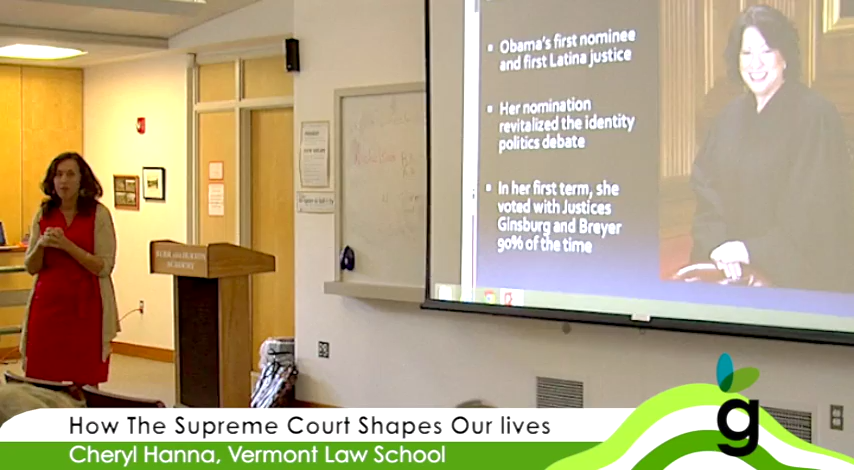 Obama's first nominee
and first Latina justice
Her nomination
revitalized the identity
politics debate
In her first term, she
voted with Justices
Ginsburg and Breyer
90% of the time
ACADEMY
How The Supreme Court Shapes Our lives
Cheryl Hanna, Vermont Law School
g